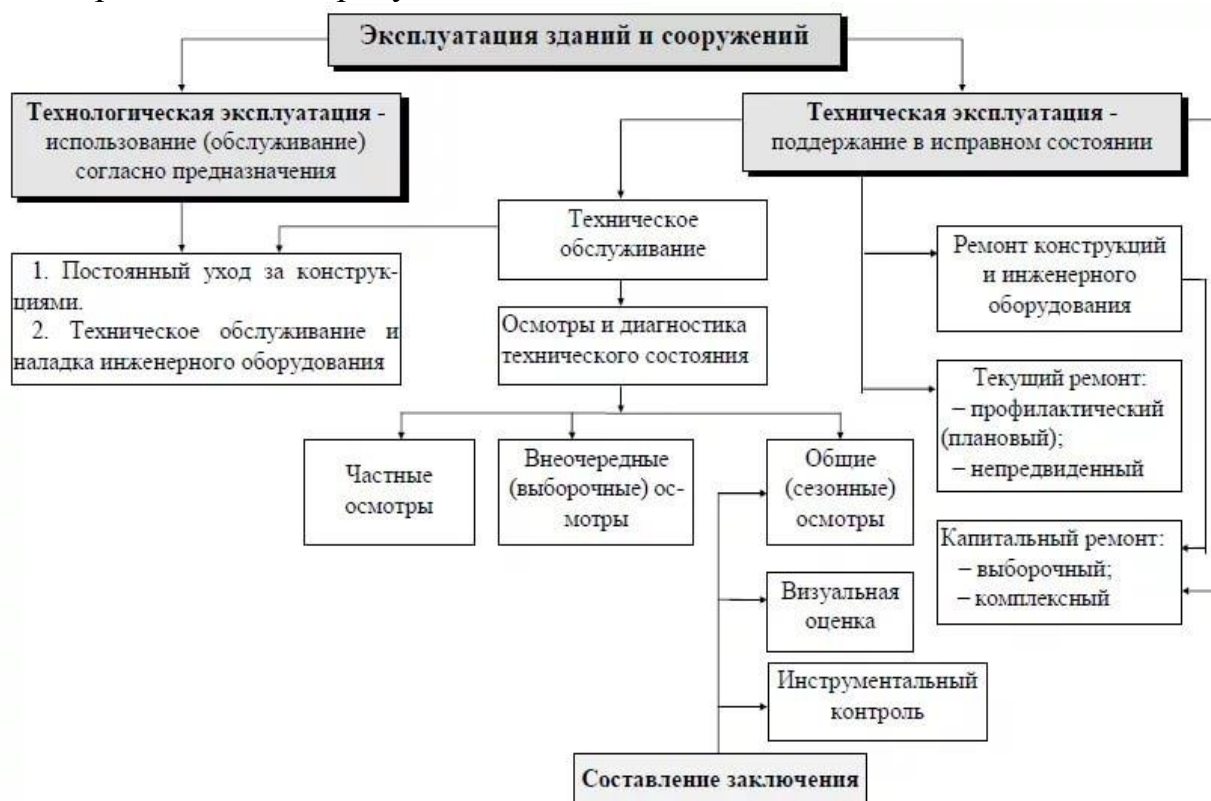 Эксплуатация зданий и сооружений
Технологическая эксплуатация -
использование (обслуживание)
согласно предназначения
Техническая эксплуатация -
поддержание в исправном состоянии
Техническое
обслуживание
1. Постоянный уход за конструк-
циями.
2. Техническое обслуживание и
наладка инженерного оборудования
Ремонт конструкций
и инженерного
оборудования
Осмотры и диагностика
технического состояния
Текущий ремонт:
– профилактический
(плановый);
– непредвиденный
Частные
осмотры
Внеочередные
(выборочные) ос-
мотры
Общие
(сезонные)
осмотры
Капитальный ремонт:
– выборочный;
– комплексный
Визуальная
оценка
Инструментальный
контроль
Составление заключения